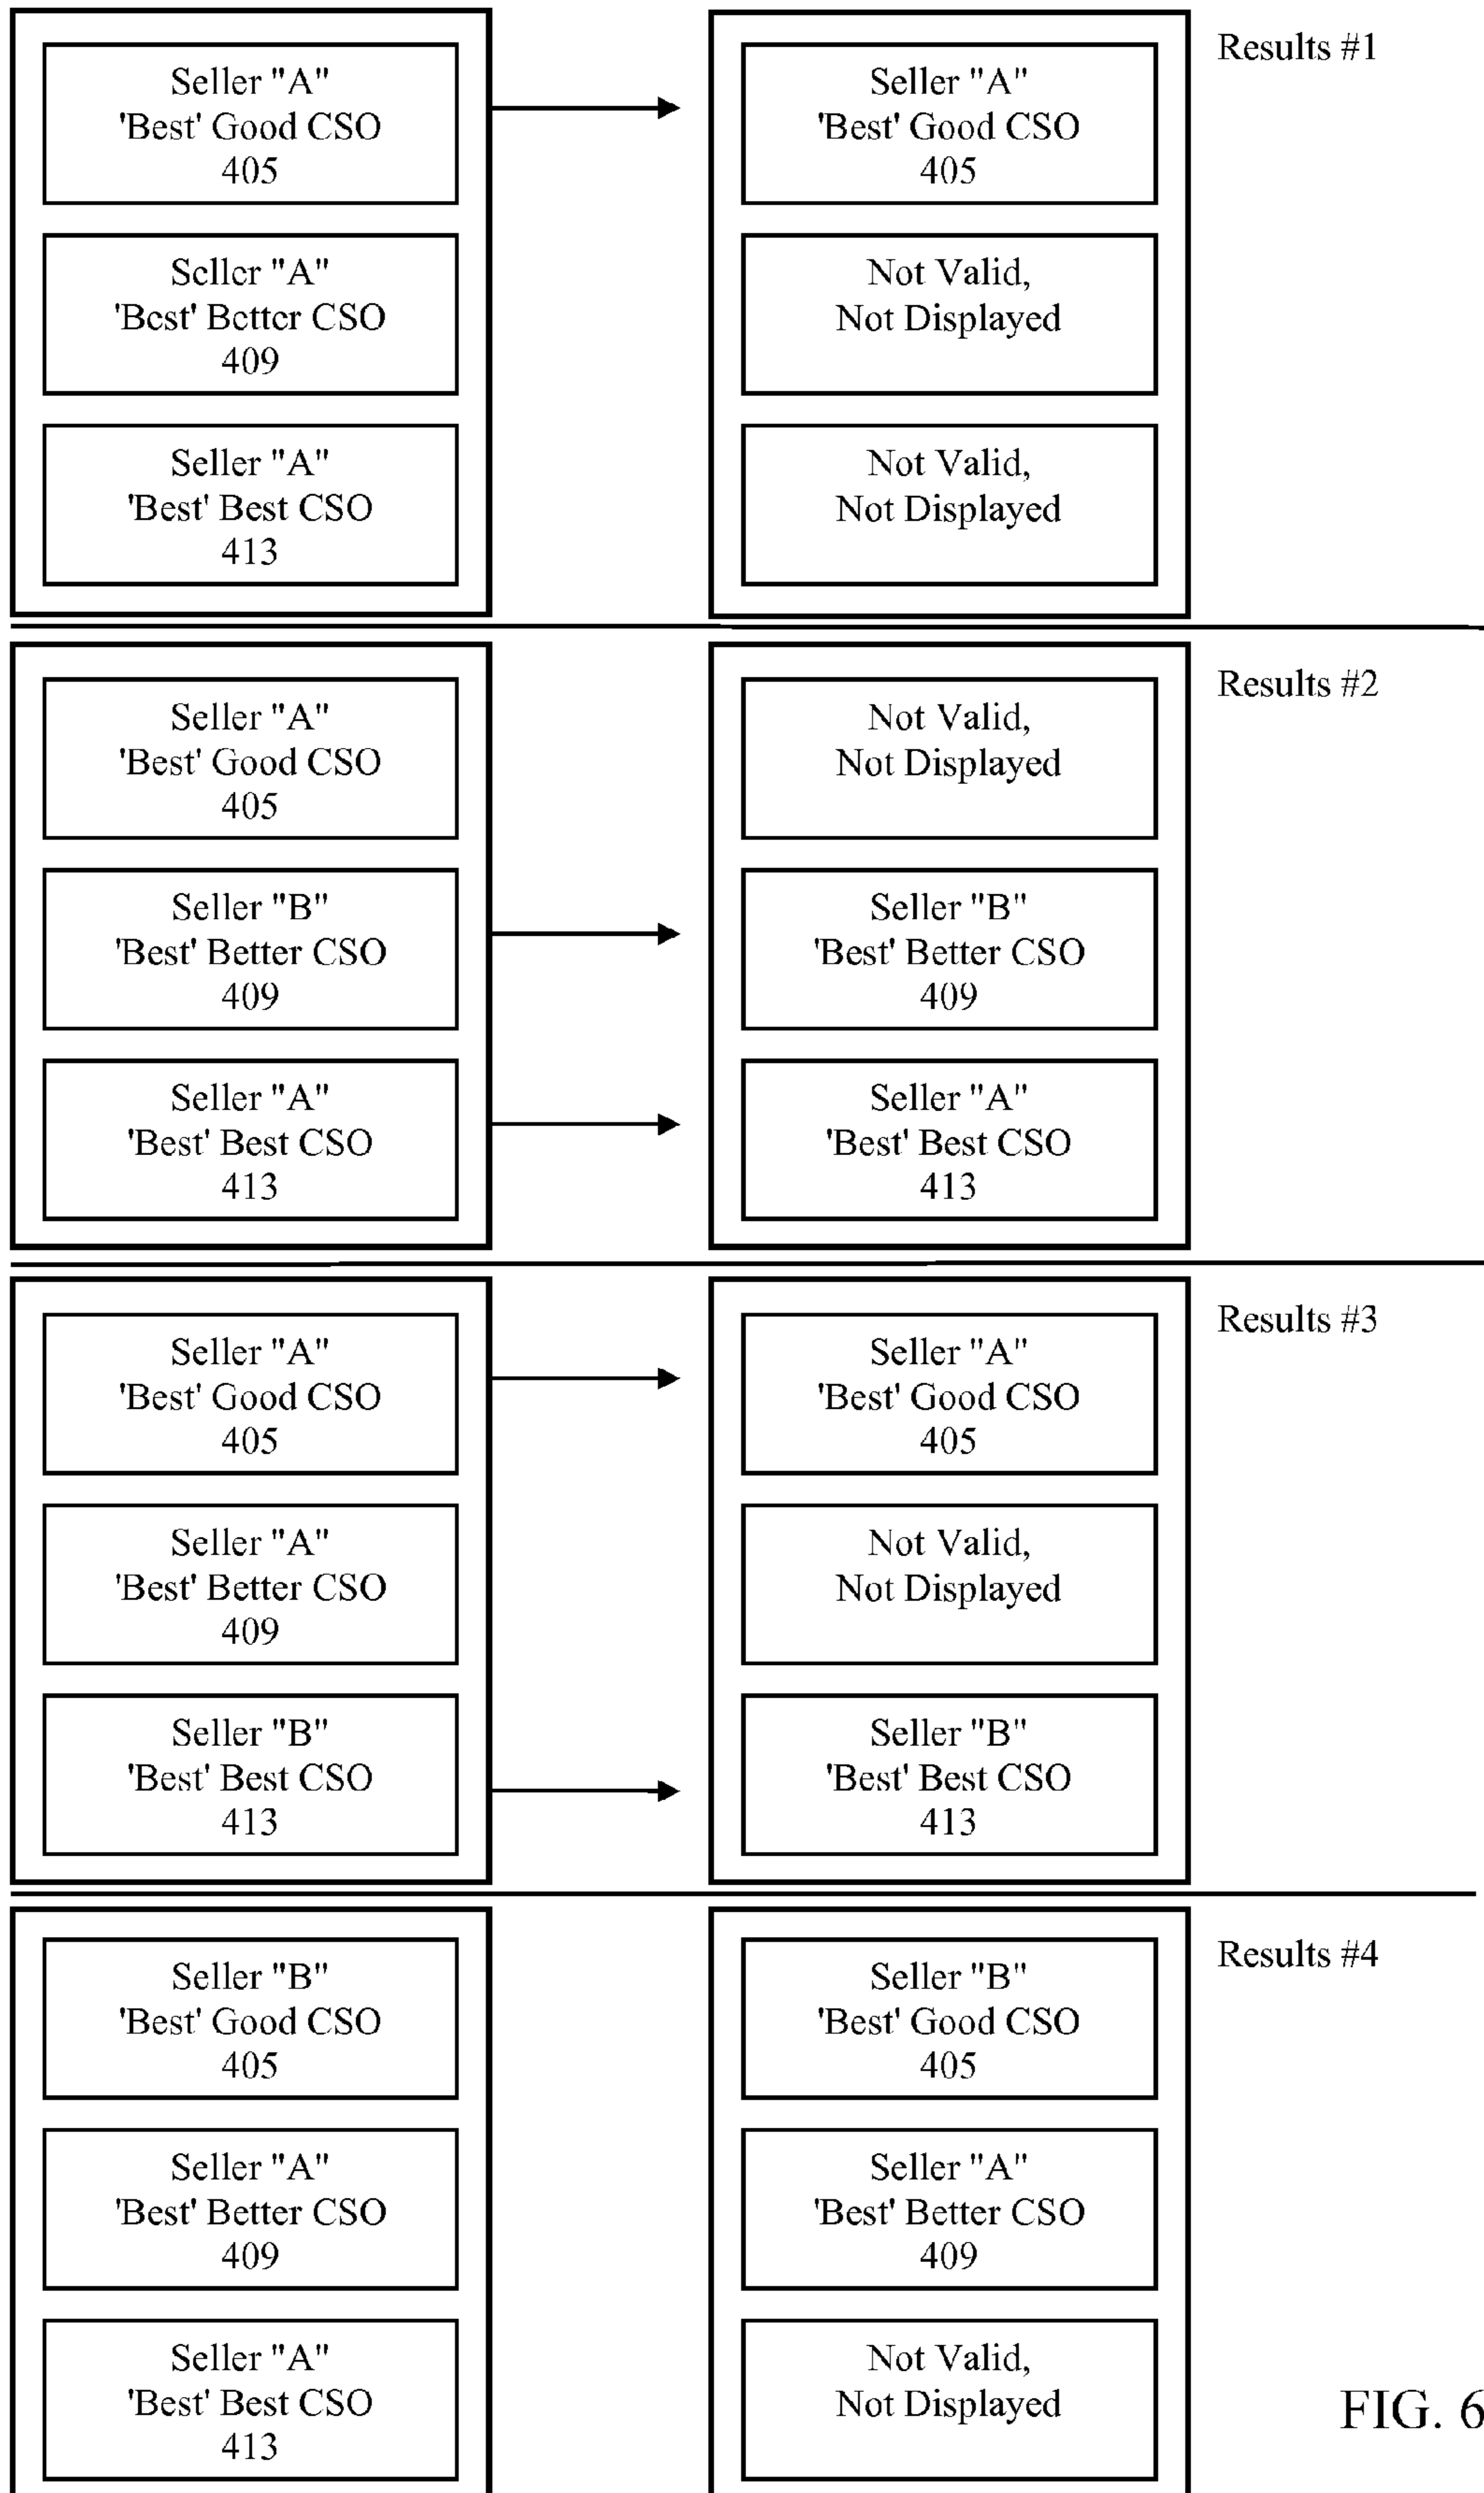 Results #1
Seller "A"
'Best' Good CSO
405
Seller "A"
'Best' Good CSO
405
Seller "A"
'Best' Better CSO
409
Not Valid,
Not Displayed
Seller "A"
'Best' Best CSO
413
Not Valid,
Not Displayed
Results #2
Seller "A"
'Best' Good CSO
405
Not Valid,
Not Displayed
Seller "B"
'Best' Better CSO
409
Seller "B"
'Best' Better CSO
409
Seller "A"
'Best' Best CSO
413
Seller "A"
'Best' Best CSO
413
Results #3
Seller "A"
'Best' Good CSO
405
Seller "A"
'Best' Good CSO
405
Seller "A"
'Best' Better CSO
409
Not Valid,
Not Displayed
Seller "B"
'Best' Best CSO
413
Seller "B"
'Best' Best CSO
413
Results #4
Seller "B"
'Best' Good CSO
405
Seller "B"
'Best' Good CSO
405
Seller "A"
'Best' Better CSO
409
Seller "A"
'Best' Better CSO
409
Seller "A"
'Best' Best CSO
413
Not Valid,
Not Displayed
FIG. 6